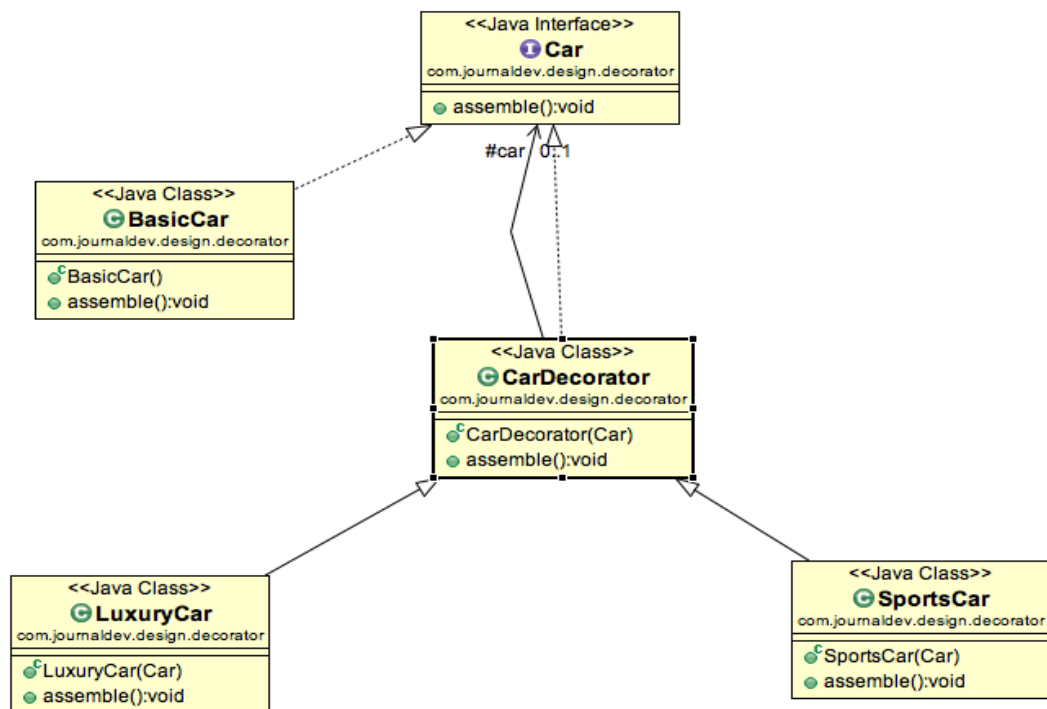 <<Java Interface>>
I Car
com.journaldev.design.decorator
assemble():void
#car 0..1
<<Java Class>>
C BasicCar
com.journaldev.design.decorator
C BasicCar()
assemble():void
<<Java Class>>
C CarDecorator
com.journaldev.design.decorator
C CarDecorator(Car)
assemble():void
<<Java Class>>
C LuxuryCar
com.journaldev.design.decorator
C LuxuryCar(Car)
assemble():void
<<Java Class>>
C SportsCar
com.journaldev.design.decorator
C SportsCar(Car)
assemble():void